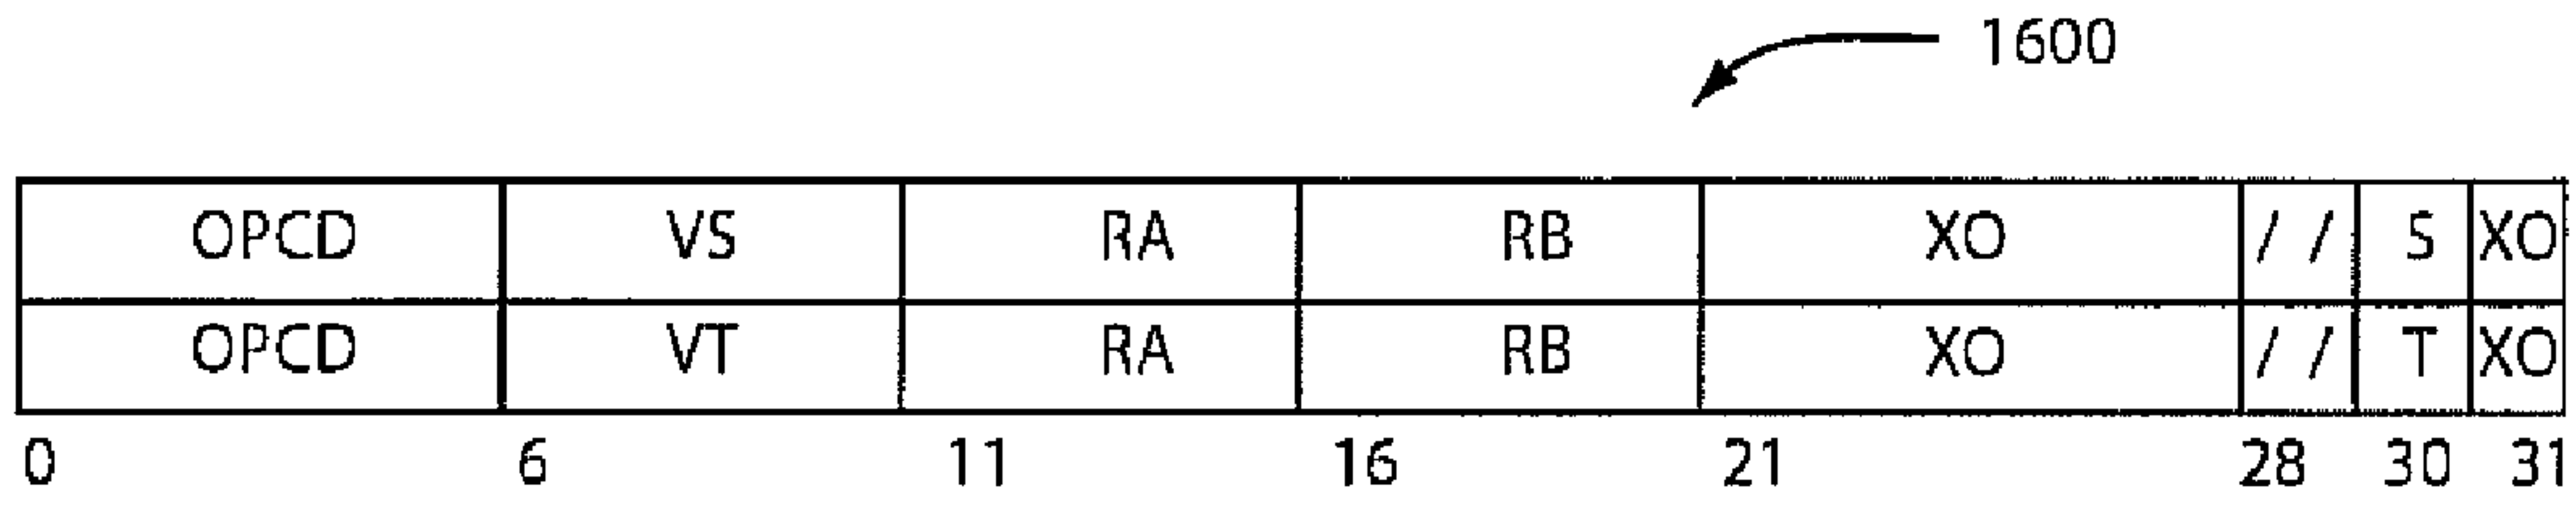 1600
OPCD VS RA RB XO / / S XO
OPCD VT RA RB XO / / T XO
0 6 11 16 21 28 30 31